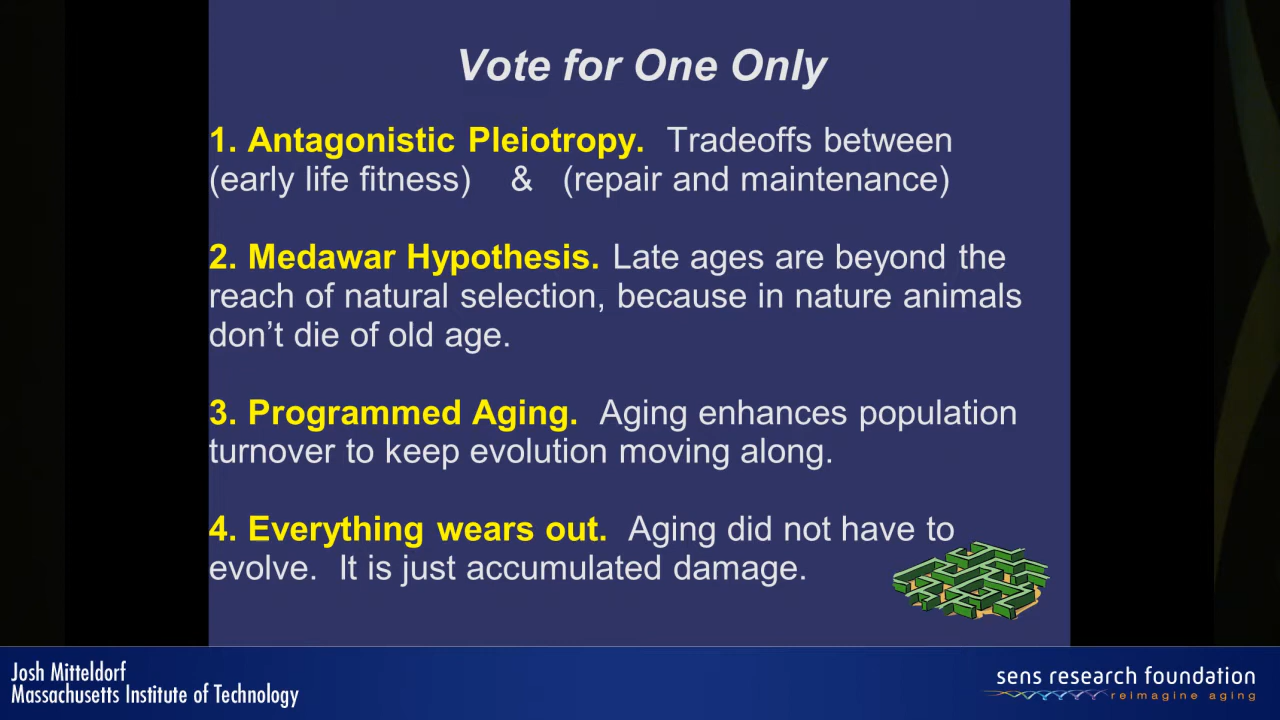 Vote for One Only
1. Antagonistic Pleiotropy. Tradeoffs between
(early life fitness) & (repair and maintenance)
2. Medawar Hypothesis. Late ages are beyond the
reach of natural selection, because in nature animals
don't die of old age.
3. Programmed Aging. Aging enhances population
turnover to keep evolution moving along.
4. Everything wears out. Aging did not have to
evolve. It is just accumulated damage.
Josh Mitteldorf
Massachusetts Institute of Technology
sens research foundation
reimagine aging